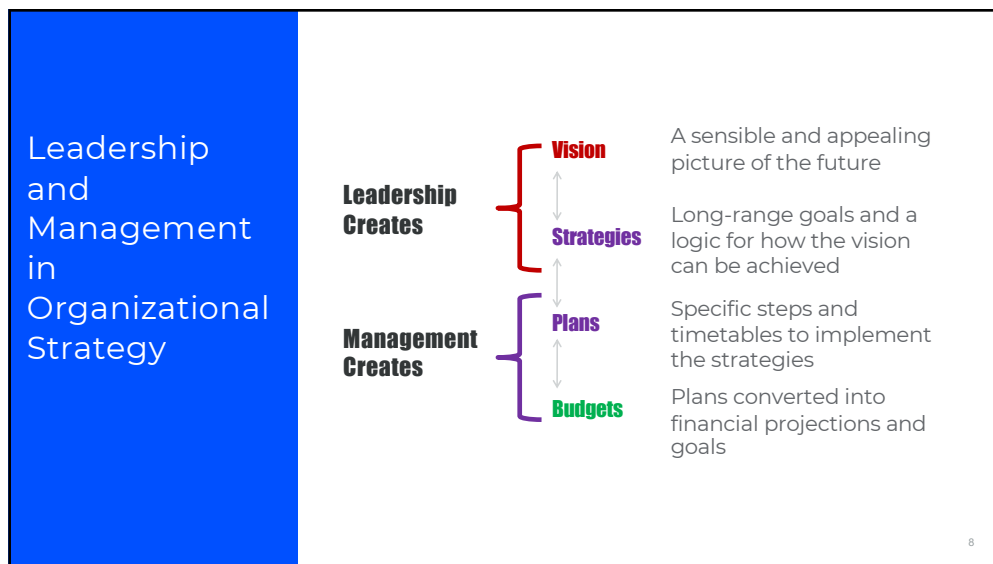 Leadership
and
Management
in
Organizational
Strategy
Leadership
Creates
Vision
A sensible and appealing
picture of the future
Strategies
Long-range goals and a
logic for how the vision
can be achieved
Management
Creates
Plans
Specific steps and
timetables to implement
the strategies
Budgets
Plans converted into
financial projections and
goals
8